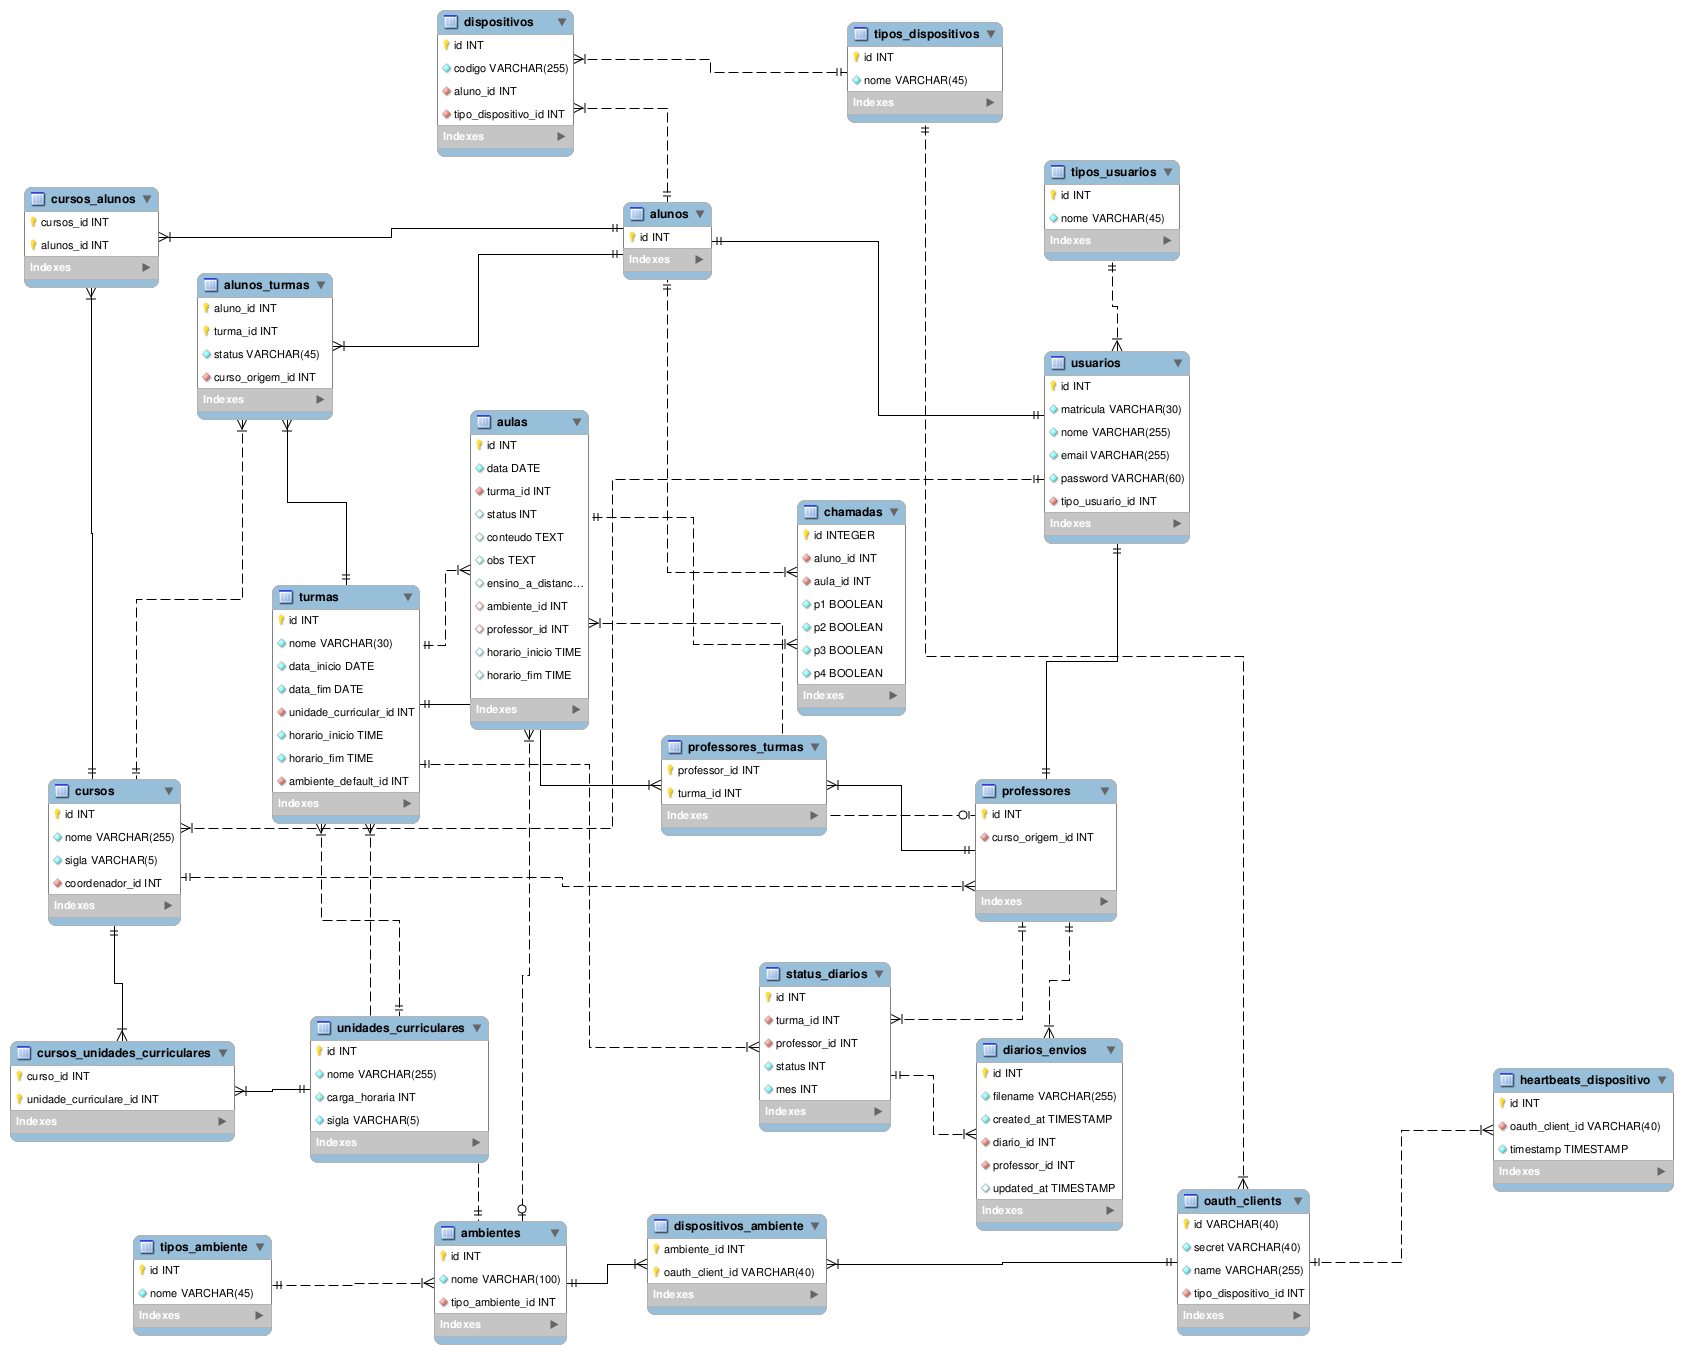 dispositivos
id INT
codigo VARCHAR(255)
aluno_id INT
tipo_dispositivo_id INT
Indexes
tipos_dispositivos
id INT
nome VARCHAR(45)
Indexes
tipos_usuarios
id INT
nome VARCHAR(45)
Indexes
cursos_alunos
cursos_id INT
alunos_id INT
Indexes
alunos
id INT
Indexes
alunos_turmas
aluno_id INT
turma_id INT
status VARCHAR(45)
curso_origem_id INT
Indexes
usuarios
id INT
matricula VARCHAR(30)
nome VARCHAR(255)
email VARCHAR(255)
password VARCHAR(60)
tipo_usuario_id INT
Indexes
aulas
id INT
data DATE
turma_id INT
status INT
conteudo TEXT
obs TEXT
ensino_a_distanc...
ambiente_id INT
professor_id INT
horario_inicio TIME
horario_fim TIME
Indexes
chamadas
id INTEGER
aluno_id INT
aula_id INT
p1 BOOLEAN
p2 BOOLEAN
p3 BOOLEAN
p4 BOOLEAN
Indexes
turmas
id INT
nome VARCHAR(30)
data_inicio DATE
data_fim DATE
unidade_curricular_id INT
horario_inicio TIME
horario_fim TIME
ambiente_default_id INT
Indexes
professores_turmas
professor_id INT
turma_id INT
Indexes
cursos
id INT
nome VARCHAR(255)
sigla VARCHAR(5)
coordenador_id INT
Indexes
professores
id INT
curso_origem_id INT
Indexes
status_diarios
id INT
turma_id INT
professor_id INT
status INT
mes INT
Indexes
unidades_curriculares
id INT
nome VARCHAR(255)
carga_horaria INT
sigla VARCHAR(5)
Indexes
cursos_unidades_curriculares
curso_id INT
unidade_curriculare_id INT
Indexes
diarios_envios
id INT
filename VARCHAR(255)
created_at TIMESTAMP
diario_id INT
professor_id INT
updated_at TIMESTAMP
Indexes
heartbeats_dispositivo
id INT
oauth_client_id VARCHAR(40)
timestamp TIMESTAMP
Indexes
oauth_clients
id VARCHAR(40)
secret VARCHAR(40)
name VARCHAR(255)
tipo_dispositivo_id INT
Indexes
dispositivos_ambiente
ambiente_id INT
oauth_client_id VARCHAR(40)
Indexes
ambientes
id INT
nome VARCHAR(100)
tipo_ambiente_id INT
Indexes
tipos_ambiente
id INT
nome VARCHAR(45)
Indexes